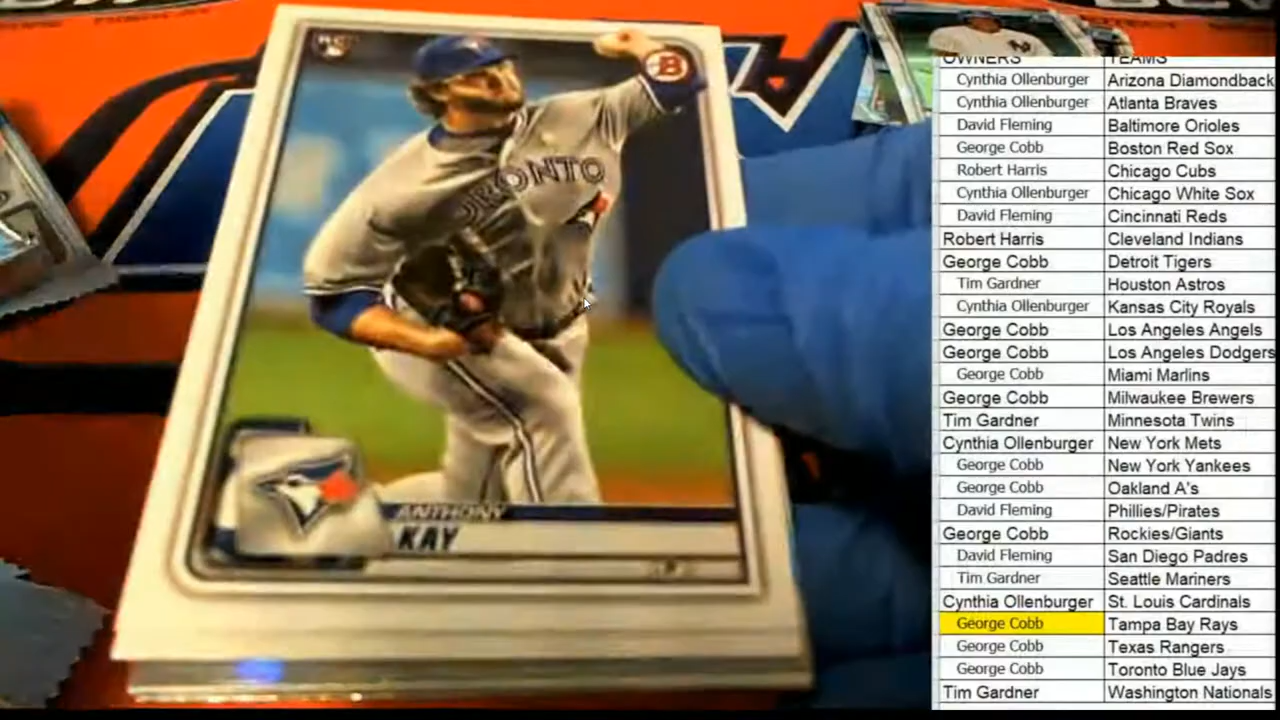 RC
B
TORONTO
ANTHONY
KAY
OWNERS TEAMS
Cynthia Ollenburger Arizona Diamondback
Cynthia Ollenburger Atlanta Braves
David Fleming Baltimore Orioles
George Cobb Boston Red Sox
Robert Harris Chicago Cubs
Cynthia Ollenburger Chicago White Sox
David Fleming Cincinnati Reds
Robert Harris Cleveland Indians
George Cobb Detroit Tigers
Tim Gardner Houston Astros
Cynthia Ollenburger Kansas City Royals
George Cobb Los Angeles Angels
George Cobb Los Angeles Dodgers
George Cobb Miami Marlins
George Cobb Milwaukee Brewers
Tim Gardner Minnesota Twins
Cynthia Ollenburger New York Mets
George Cobb New York Yankees
George Cobb Oakland A's
David Fleming Phillies/Pirates
George Cobb Rockies/Giants
David Fleming San Diego Padres
Tim Gardner Seattle Mariners
Cynthia Ollenburger St. Louis Cardinals
George Cobb Tampa Bay Rays
George Cobb Texas Rangers
George Cobb Toronto Blue Jays
Tim Gardner Washington Nationals